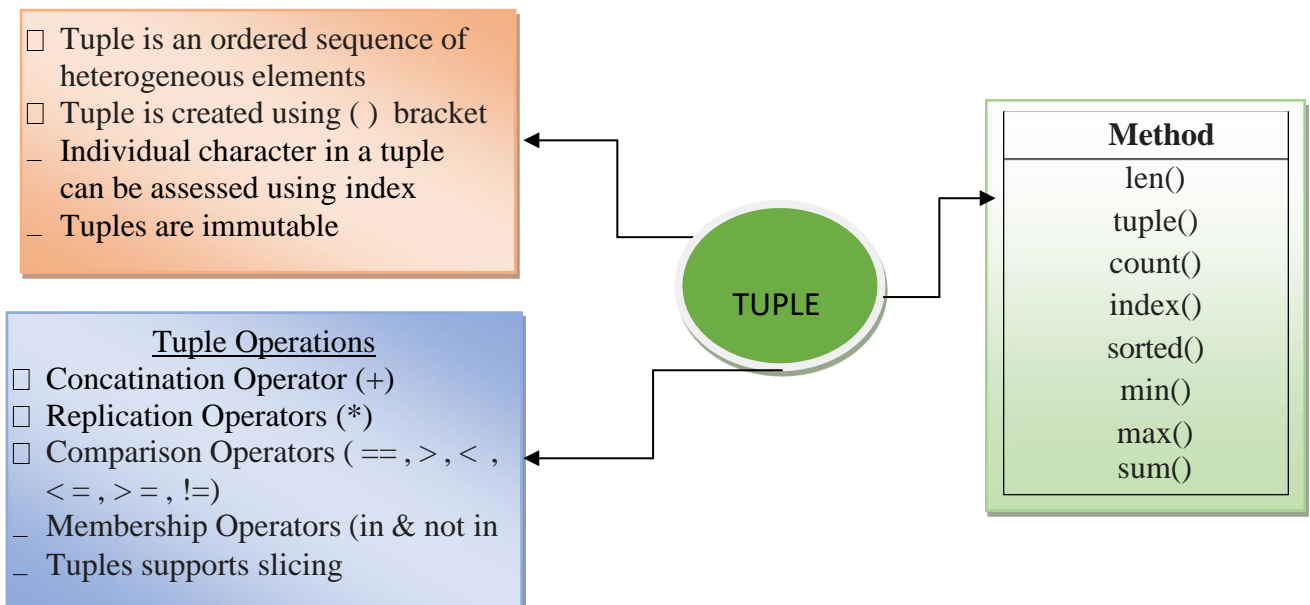 □ Tuple is an ordered sequence of
heterogeneous elements
□ Tuple is created using ( ) bracket
_ Individual character in a tuple
can be assessed using index
_ Tuples are immutable
Method
len()
tuple()
count()
index()
sorted()
min()
max()
sum()
TUPLE
Tuple Operations
□ Concatination Operator (+)
□ Replication Operators (*)
□ Comparison Operators ( == , > , < ,
< = , > = , !=)
_ Membership Operators (in & not in
_ Tuples supports slicing